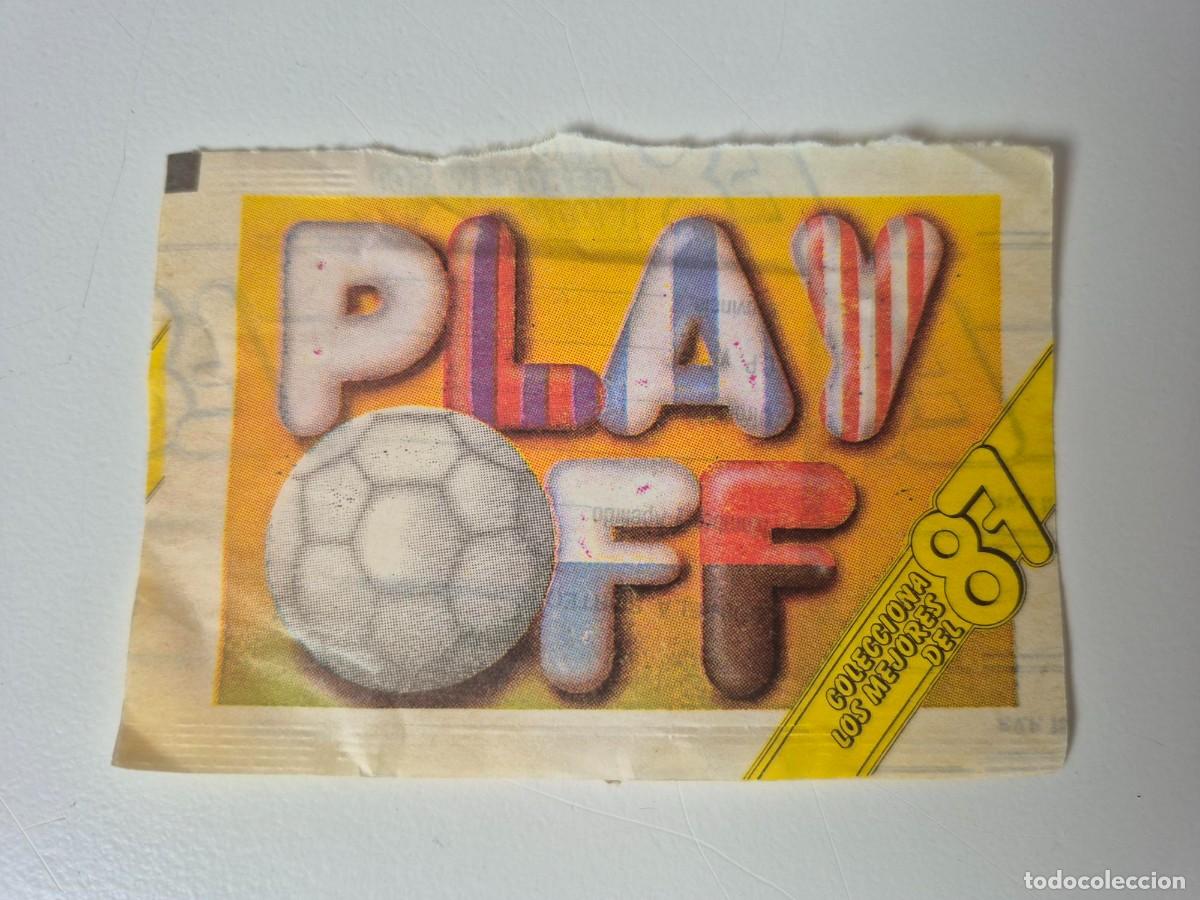 PLAY
OFF
COLECCIONA
LOS MEJORES
DEL
87
todocoleccion